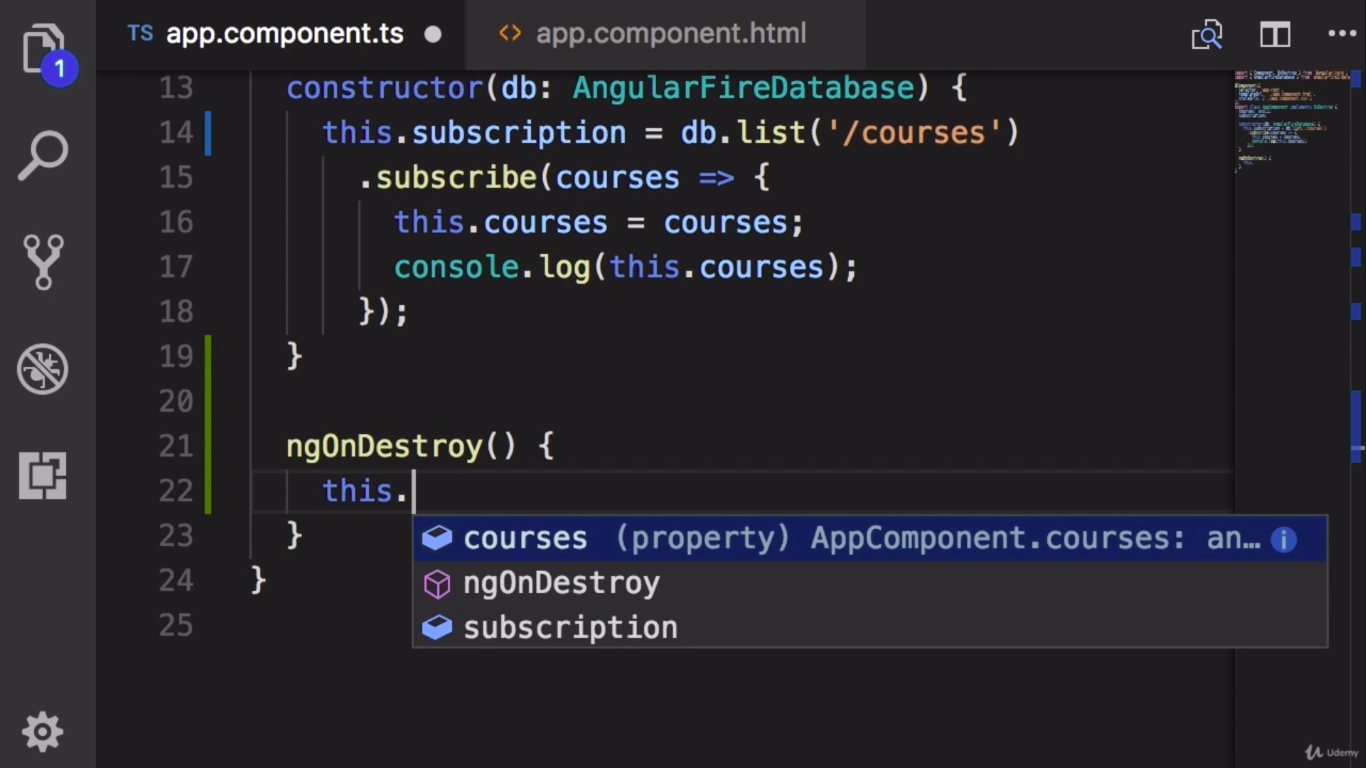 TS app.component.ts app.component.html
1
13 constructor(db: AngularFireDatabase) {
14 this.subscription = db.list('/courses')
15 .subscribe(courses => {
16 this.courses = courses;
17 console.log(this.courses);
18 });
19 }
20
21 ngOnDestroy() {
22 this.
23 }
24 }
25
courses (property) AppComponent.courses: an…
ngOnDestroy
subscription
Udemy